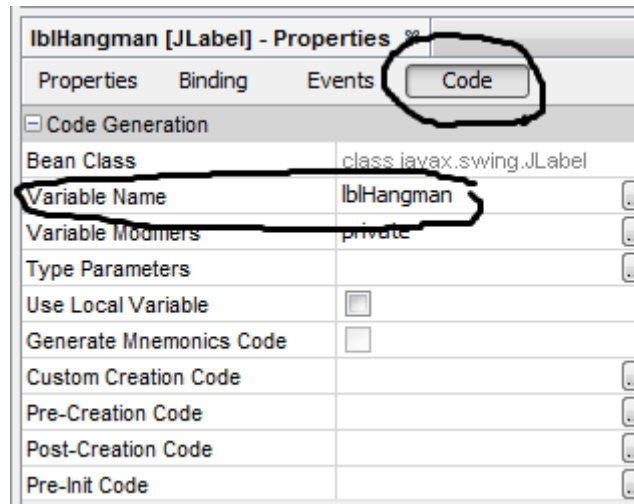 lblHangman [JLabel] - Properties
Properties Binding Events Code
Code Generation
Bean Class class javax.swing.JLabel
Variable Name lblHangman
Variable Modifiers private
Type Parameters
Use Local Variable
Generate Mnemonics Code
Custom Creation Code
Pre-Creation Code
Post-Creation Code
Pre-Init Code